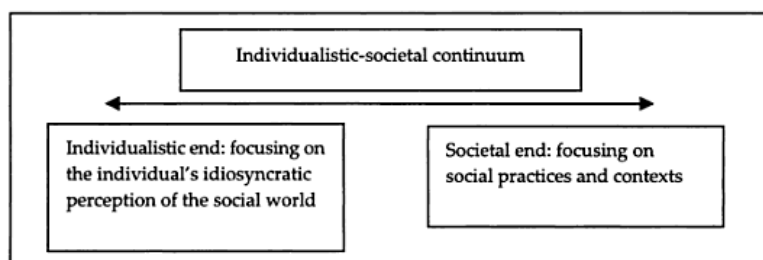 Individualistic-societal continuum
Individualistic end: focusing on
the individual's idiosyncratic
perception of the social world
Societal end: focusing on
social practices and contexts